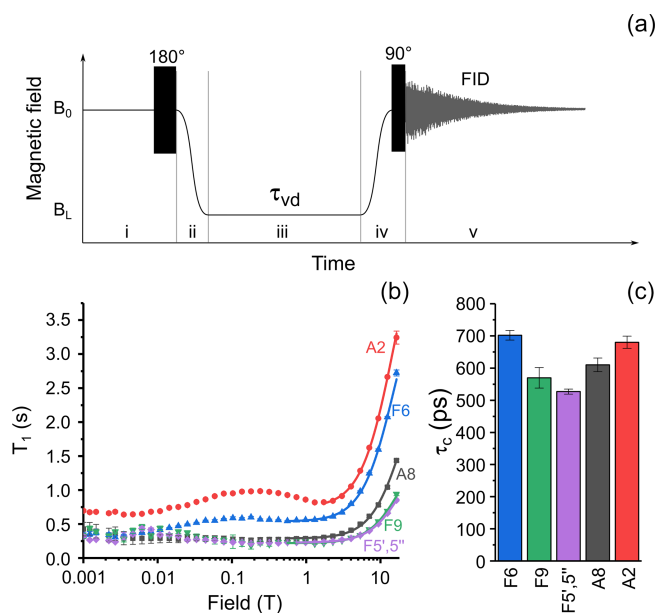 (a)
180°
90°
FID
Magnetic field
B₀
B_L
τvd
i
ii
iii
iv
v
Time
(b)
T₁ (s)
3.5
3.0
2.5
2.0
1.5
1.0
0.5
0.0
A2
F6
A8
F9
F5',5"
0.001
0.01
0.1
1
10
Field (T)
(c)
τc (ps)
800
700
600
500
400
300
200
100
0
F6
F9
F5',5"
A8
A2